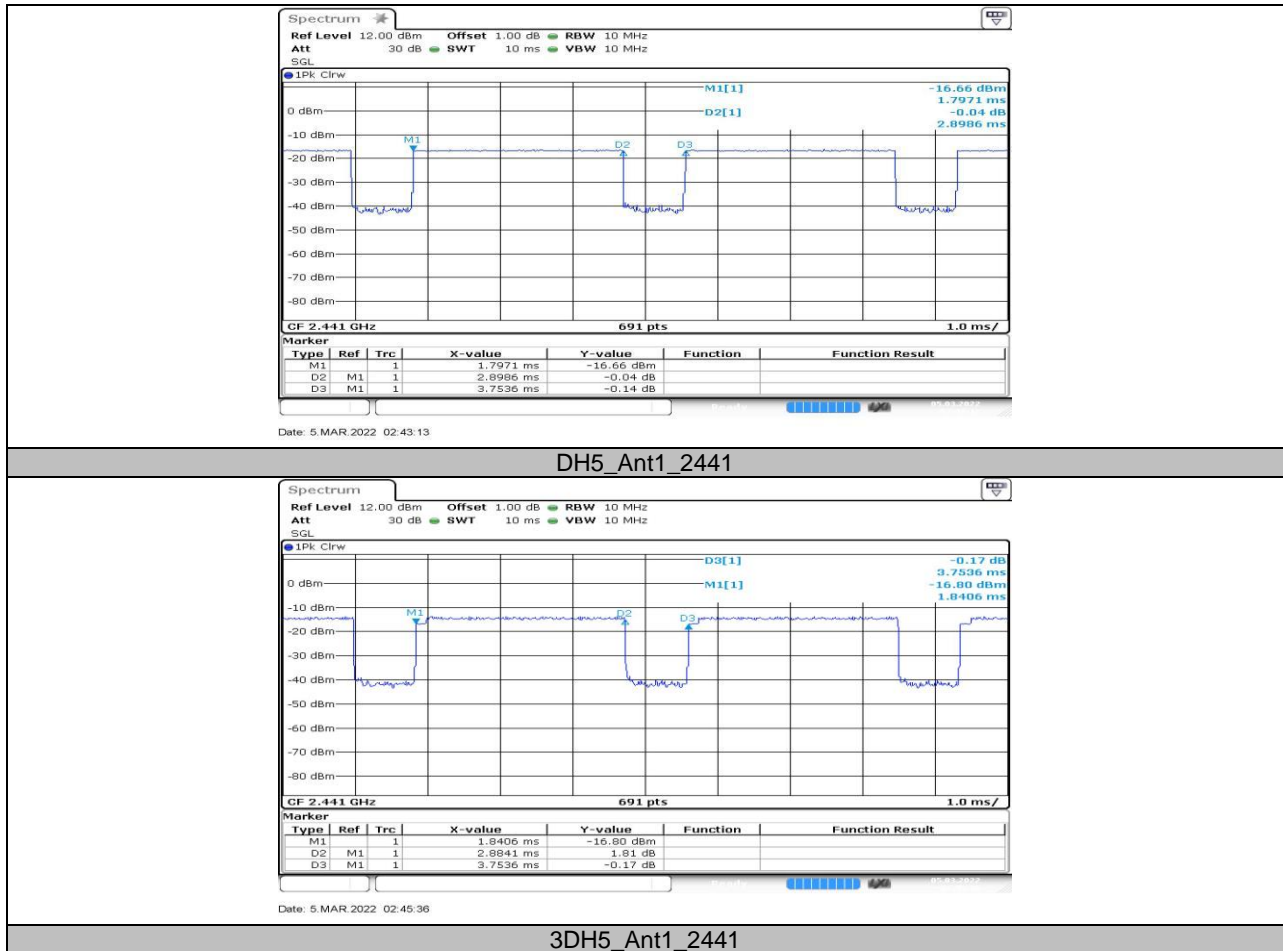 Spectrum
Ref Level 12.00 dBm Offset 1.00 dB RBW 10 MHz
Att 30 dB SWT 10 ms VBW 10 MHz
SGL
1Pk Clrw
M1[1] -16.66 dBm
1.7971 ms
D2[1] -0.04 dB
2.8986 ms
0 dBm
-10 dBm
M1 D2 D3
-20 dBm
-30 dBm
-40 dBm
-50 dBm
-60 dBm
-70 dBm
-80 dBm
CF 2.441 GHz 691 pts 1.0 ms/
Marker
Type Ref Trc X-value Y-value Function Function Result
M1 1 1.7971 ms -16.66 dBm
D2 M1 1 2.8986 ms -0.04 dB
D3 M1 1 3.7536 ms -0.14 dB
05.03.2022
Date: 5.MAR.2022 02:43:13
DH5_Ant1_2441
Spectrum
Ref Level 12.00 dBm Offset 1.00 dB RBW 10 MHz
Att 30 dB SWT 10 ms VBW 10 MHz
SGL
1Pk Clrw
D3[1] -0.17 dB
3.7536 ms
0 dBm
M1[1] -16.80 dBm
1.8406 ms
-10 dBm
M1 D2 D3
-20 dBm
-30 dBm
-40 dBm
-50 dBm
-60 dBm
-70 dBm
-80 dBm
CF 2.441 GHz 691 pts 1.0 ms/
Marker
Type Ref Trc X-value Y-value Function Function Result
M1 1 1.8406 ms -16.80 dBm
D2 M1 1 2.8841 ms 1.81 dB
D3 M1 1 3.7536 ms -0.17 dB
05.03.2022
Date: 5.MAR.2022 02:45:36
3DH5_Ant1_2441